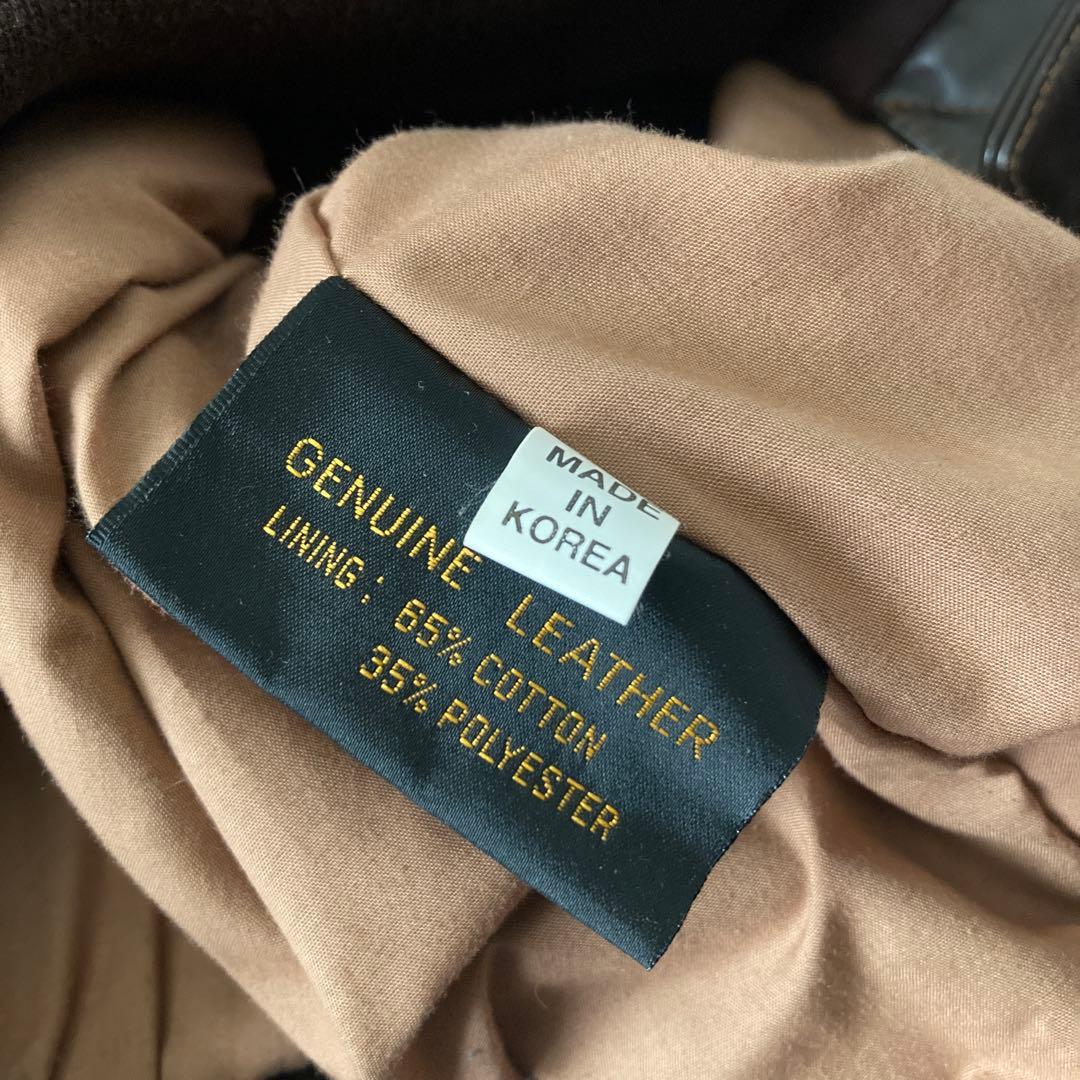 MADE
IN
KOREA
GENUINE LEATHER
LINING : 65% COTTON
35% POLYESTER